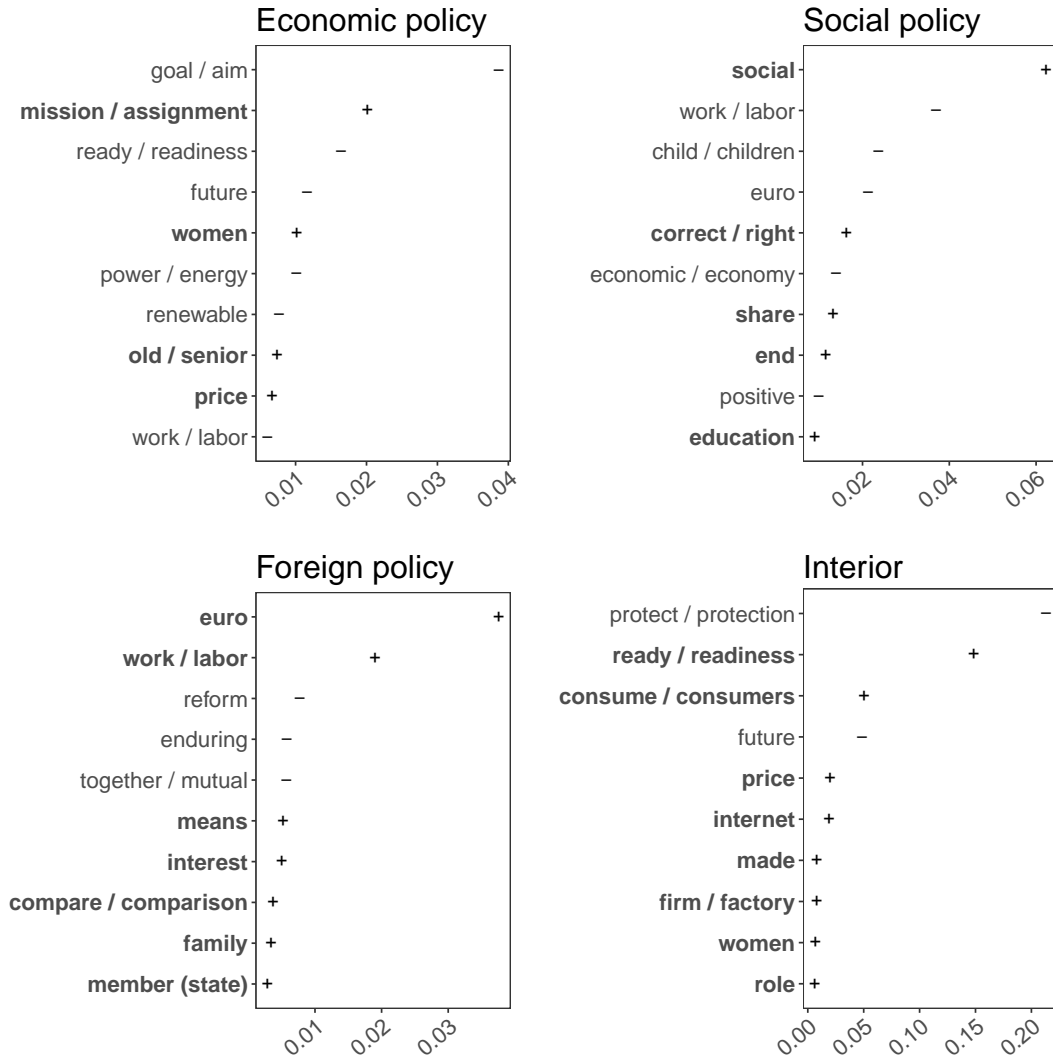 Economic policy
goal / aim
mission / assignment
ready / readiness
future
women
power / energy
renewable
old / senior
price
work / labor
0.01 0.02 0.03 0.04
Social policy
social
work / labor
child / children
euro
correct / right
economic / economy
share
end
positive
education
0.02 0.04 0.06
Foreign policy
euro
work / labor
reform
enduring
together / mutual
means
interest
compare / comparison
family
member (state)
0.01 0.02 0.03
Interior
protect / protection
ready / readiness
consume / consumers
future
price
internet
made
firm / factory
women
role
0.00 0.05 0.10 0.15 0.20